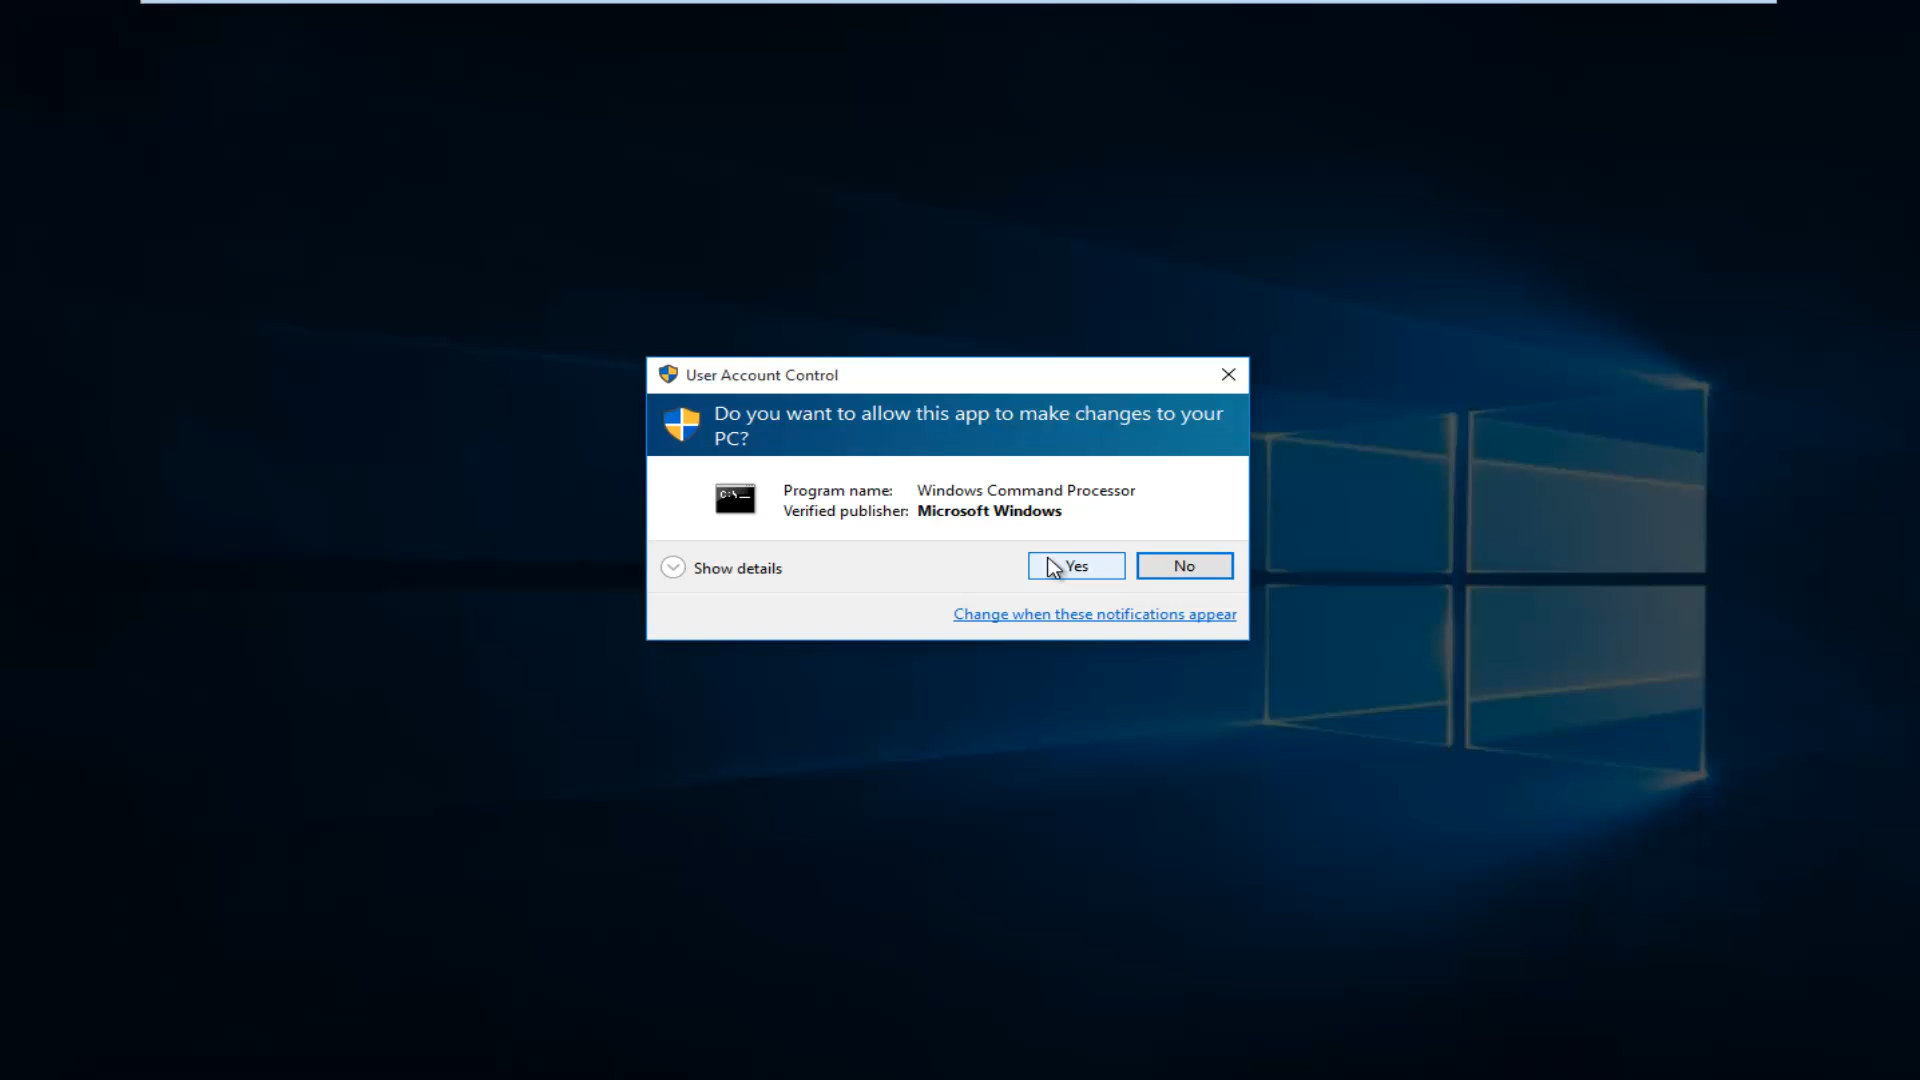 User Account Control
Do you want to allow this app to make changes to your
PC?
C:\
Program name: Windows Command Processor
Verified publisher: Microsoft Windows
Show details
Yes
No
Change when these notifications appear